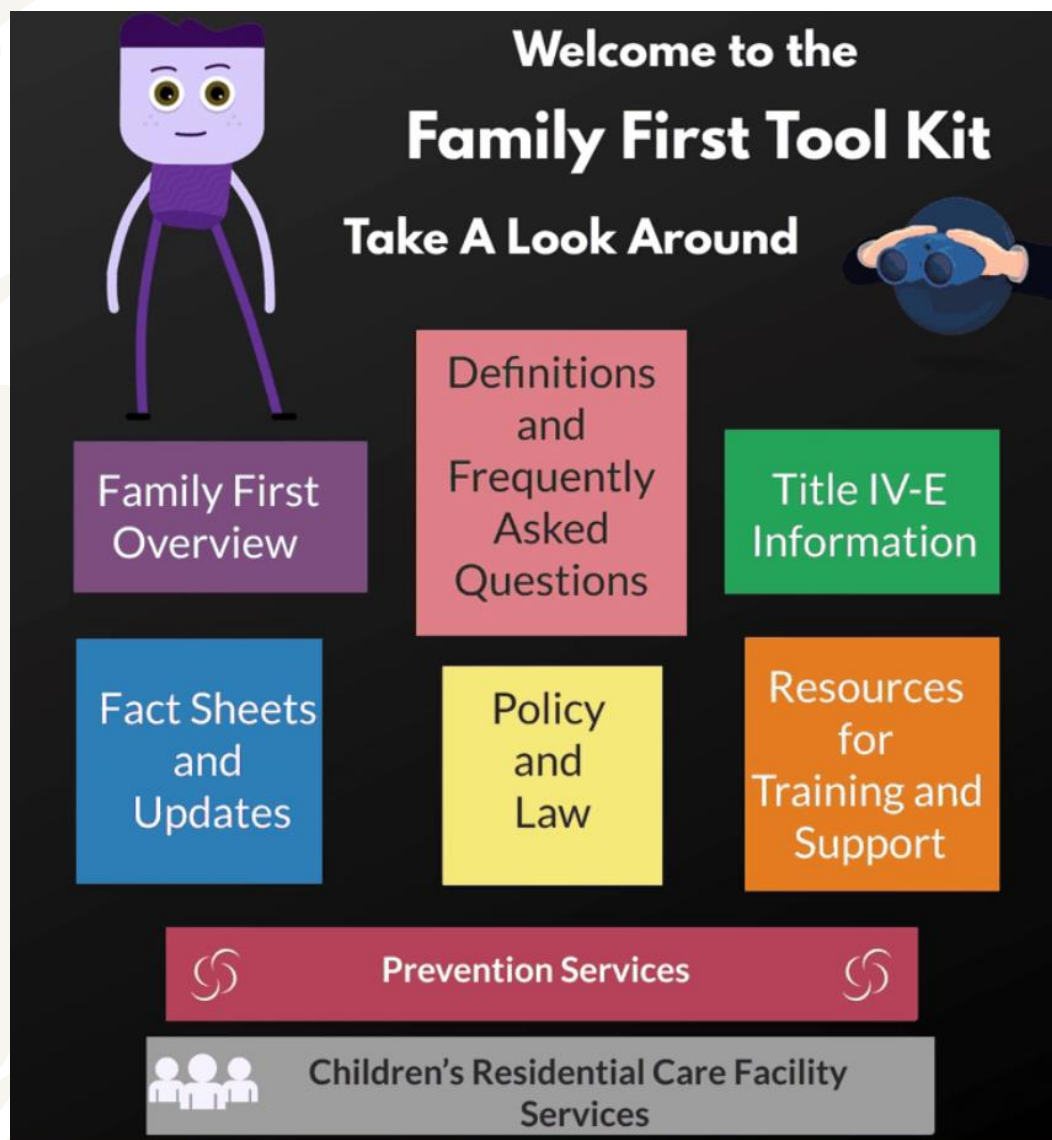 Welcome to the
Family First Tool Kit
Take A Look Around
Definitions
and
Frequently
Asked
Questions
Family First
Overview
Title IV-E
Information
Fact Sheets
and
Updates
Policy
and
Law
Resources
for
Training and
Support
Prevention Services
Children's Residential Care Facility
Services